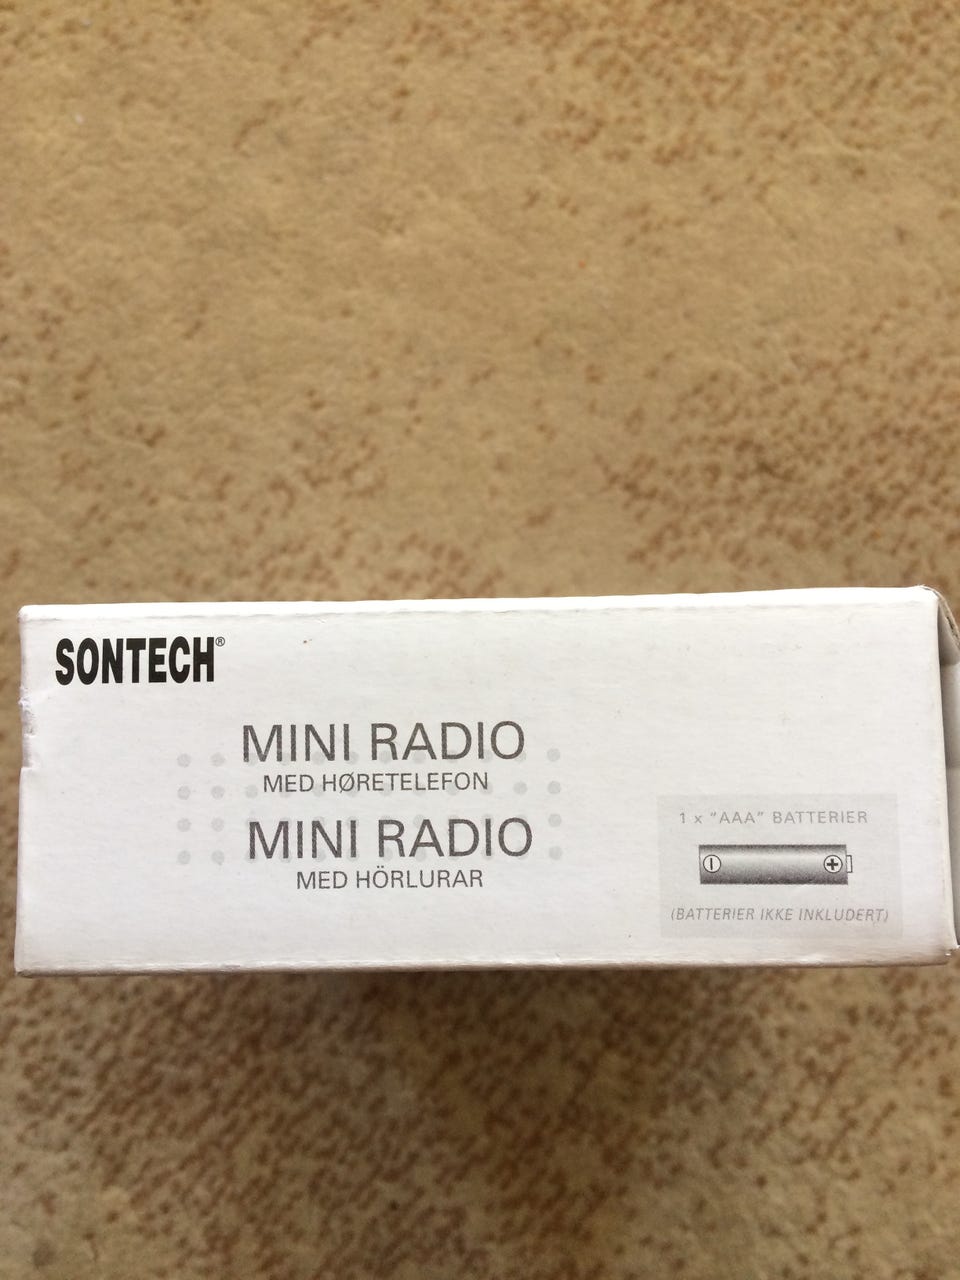 SONTECH®
MINI RADIO
MED HØRETELEFON
MINI RADIO
MED HÖRLURAR
1 x "AAA" BATTERIER
(BATTERIER IKKE INKLUDERT)